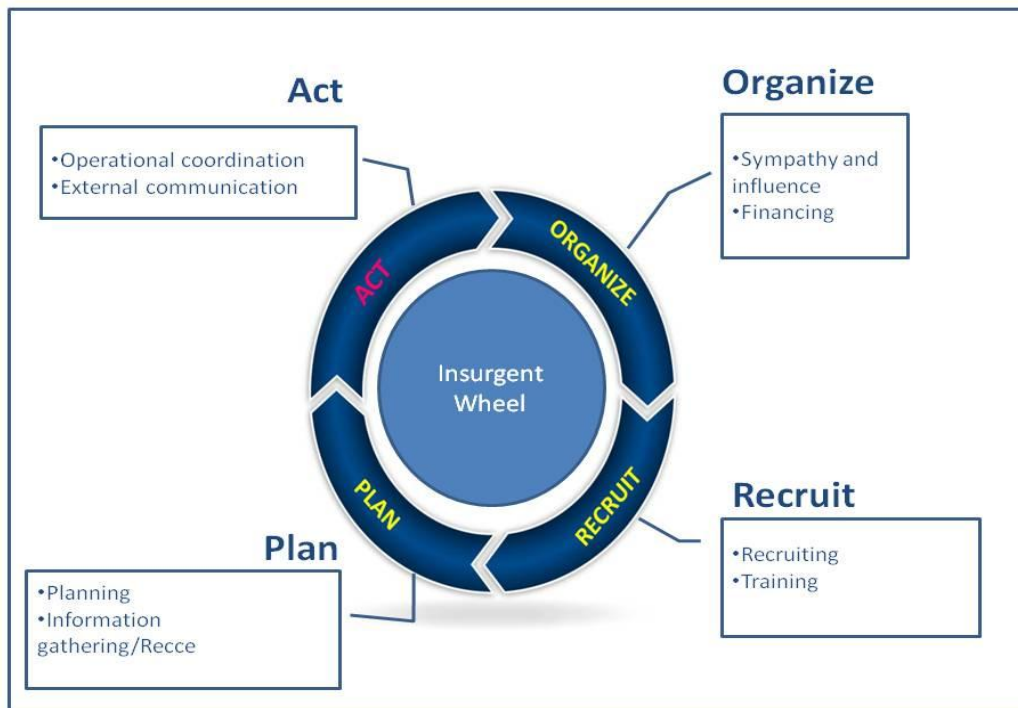 Act
•Operational coordination
•External communication
Organize
•Sympathy and
influence
•Financing
ACT
ORGANIZE
Insurgent
Wheel
PLAN
RECRUIT
Plan
•Planning
•Information
gathering/Recce
Recruit
•Recruiting
•Training